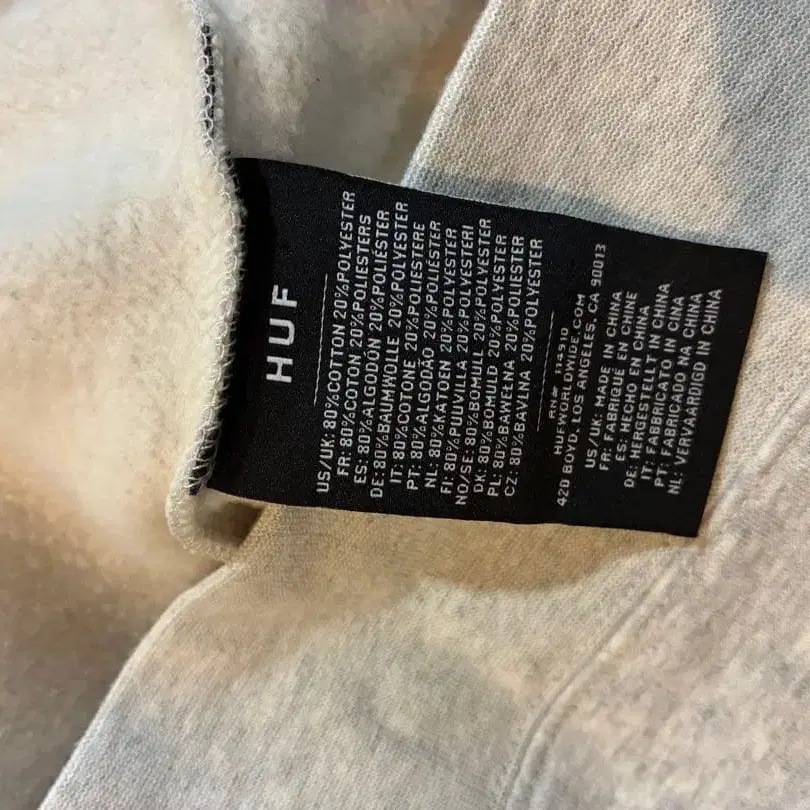 HUF
US/UK: 80%COTTON 20%POLYESTER
FR: 80%COTON 20%POLIESTERS
ES: 80%ALGODÓN 20%POLIÉSTER
DE: 80%BAUMWOLLE 20%POLYESTER
IT: 80%COTONE 20%POLIESTERE
PT: 80%ALGODÃO 20%POLIÉSTER
NL: 80%KATOEN 20%POLYESTER
FI: 80%PUUVILLA 20%POLYESTERI
NO/SE: 80%BOMULL 20%POLYESTER
DK: 80%BOMULD 20%POLYESTER
PL: 80%BAWEŁNA 20%POLIESTER
CZ: 80%BAVLNA 20%POLYESTER
RN# 114310
HUFWORLDWIDE.COM
420 BOYD, LOS ANGELES, CA 90013
US/UK: MADE IN CHINA
FR: FABRIQUÉ EN CHINE
ES: HECHO EN CHINA
DE: HERGESTELLT IN CHINA
IT: FABBRICATO IN CINA
PT: FABRICADO NA CHINA
NL: VERVAARDIGD IN CHINA